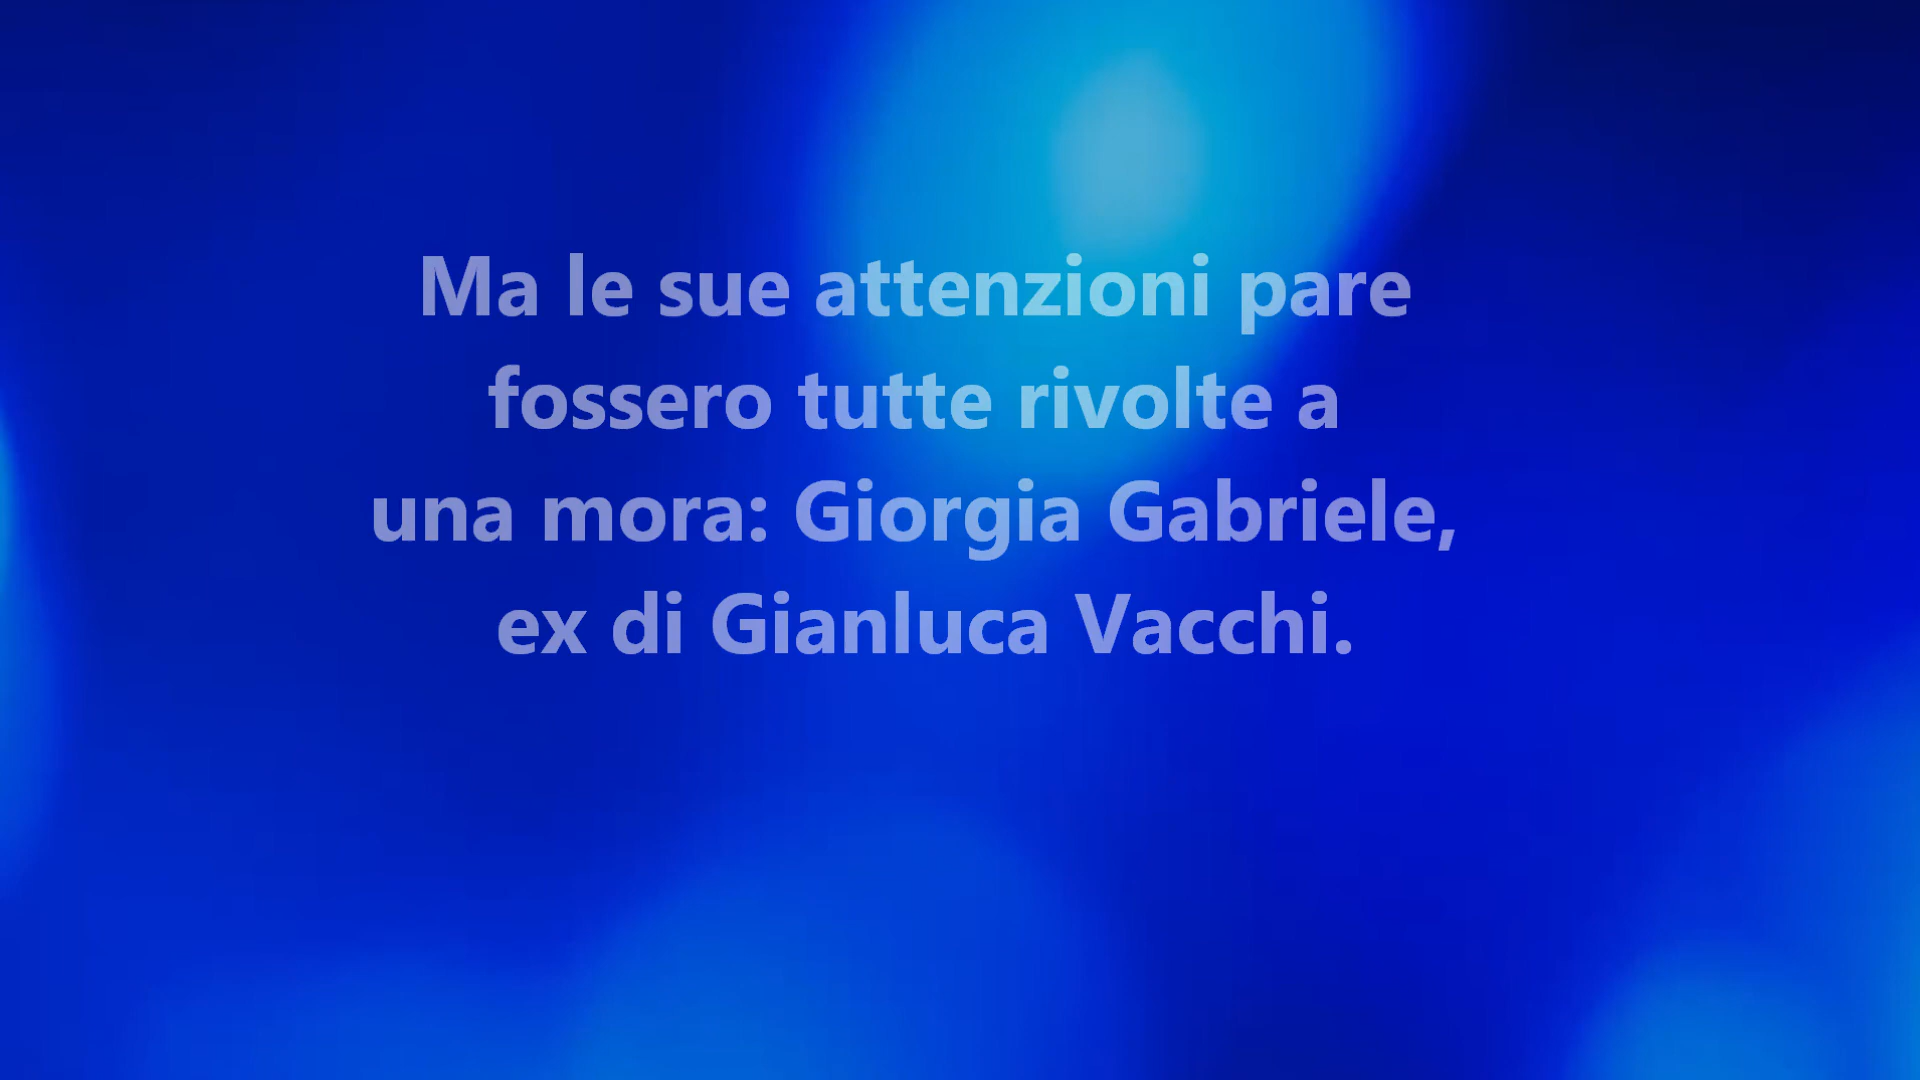 Ma le sue attenzioni pare
fossero tutte rivolte a
una mora: Giorgia Gabriele,
ex di Gianluca Vacchi.